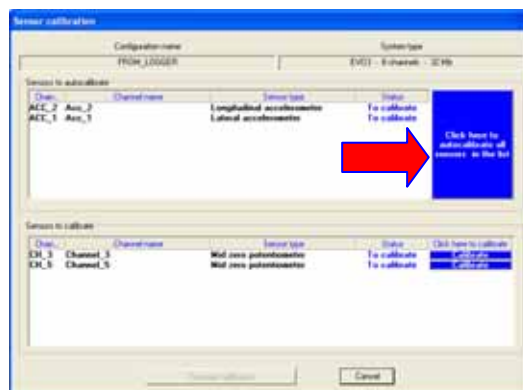 Sensor calibration
Configuration name System type
FROM_LOGGER EVO3 - 8 channels - 32 Mb
Sensors to autocalibrate
Chan... Channel name Sensor type Status
ACC_2 Acc_2 Longitudinal accelerometer To calibrate
ACC_1 Acc_1 Lateral accelerometer To calibrate
Click here to
autocalibrate all
sensors in the list
Sensors to calibrate
Chan... Channel name Sensor type Status Click here to calibrate
CH_3 Channel_3 Mid zero potentiometer To calibrate Calibrate
CH_5 Channel_5 Mid zero potentiometer To calibrate Calibrate
Cancel